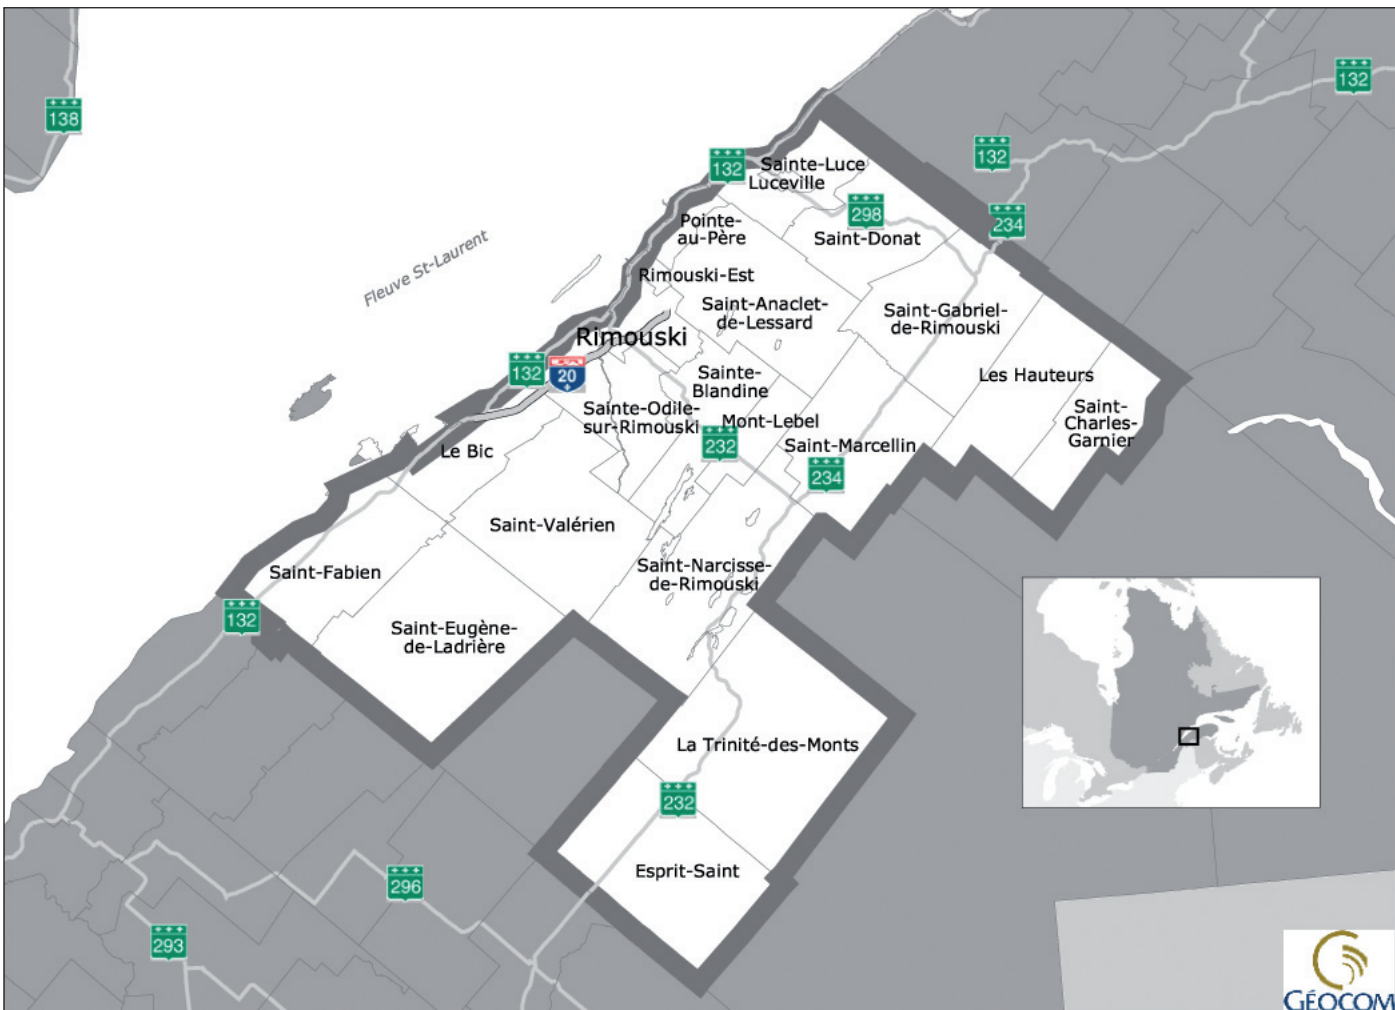 138
132
132
132
Sainte-Luce
Luceville
298
234
Pointe-
au-Père
Saint-Donat
Fleuve St-Laurent
Rimouski-Est
Saint-Anaclet-
de-Lessard
Saint-Gabriel-
de-Rimouski
Rimouski
132
20
Sainte-
Blandine
Les Hauteurs
Sainte-Odile-
sur-Rimouski
Mont-Lebel
Saint-
Charles-
Garnier
232
Saint-Marcellin
Le Bic
234
Saint-Valérien
Saint-Fabien
Saint-Narcisse-
de-Rimouski
132
Saint-Eugène-
de-Ladrière
La Trinité-des-Monts
232
Esprit-Saint
296
293
GÉOCOM